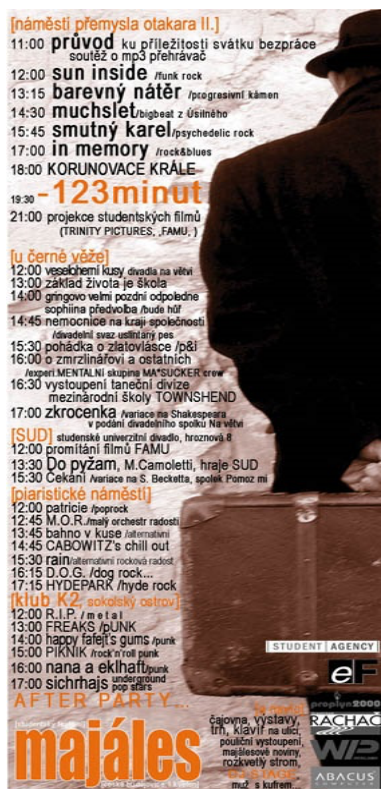 [náměstí přemysla otakara II.]
11:00 průvod ku příležitosti svátku bezpráce
soutěž o mp3 přehrávač
12:00 sun inside /funk rock
13:15 barevný nátěr /progresivní kámen
14:30 muchslet/bigbeat z Úsilného
15:45 smutný karel/psychedelic rock
17:00 in memory /rock&blues
18:00 KORUNOVACE KRÁLE
19:30 -123minut
21:00 projekce studentských filmů
(TRINITY PICTURES, ,FAMU, )
[u černé věže]
12:00 veseloherní kusy divadla na větvi
13:00 základ života je škola
14:00 gringovo velmi pozdní odpoledne
sophiina předvolba /bude hůř
14:45 nemocnice na kraji společnosti
/divadelní svaz uslintaný pes
15:30 pohádka o zlatovlásce /p&l
16:00 o zmrzlinářovi a ostatních
/experi.MENTALNí skupina MA*SUCKER crew
16:30 vystoupení taneční divize
mezinárodní školy TOWNSHEND
17:00 zkrocenka /variace na Shakespeara
v podání divadelního spolku Na větvi
[SUD] studenské univerzitní divadlo, hroznová 8
12:00 promítání filmů FAMU
13:30 Do pyžam, M.Camoletti, hraje SUD
15:30 Čekání /variace na S. Becketta, spolek Pomoz mi
[piaristické náměstí]
12:00 patricie /poprock
12:45 M.O.R./malý orchestr radosti
13:45 bahno v kuse /alternativní
14:45 CABOWITZ's chill out
15:30 rain/alternativní rocková radost
16:15 D.O.G. /dog rock...
17:15 HYDEPARK /hyde rock
[klub K2, sokolský ostrov]
12:00 R.I.P. /metal
13:00 FREAKS /pUNK
14:00 happy fafejt's gums /punk
15:00 PIKNIK /rock'n'roll punk
16:00 nana a eklhaft/punk
17:00 sichrhajs underground
pop stars
AFTER PARTY...
majáles
čajovna, výstavy,
trh, klavír na ulici,
pouliční vystoupení,
majálesové noviny,
rozkvetlý strom,
muž s kufrem
STUDENT AGENCY
eF
proplyn2000
RACHAC
ABACUS